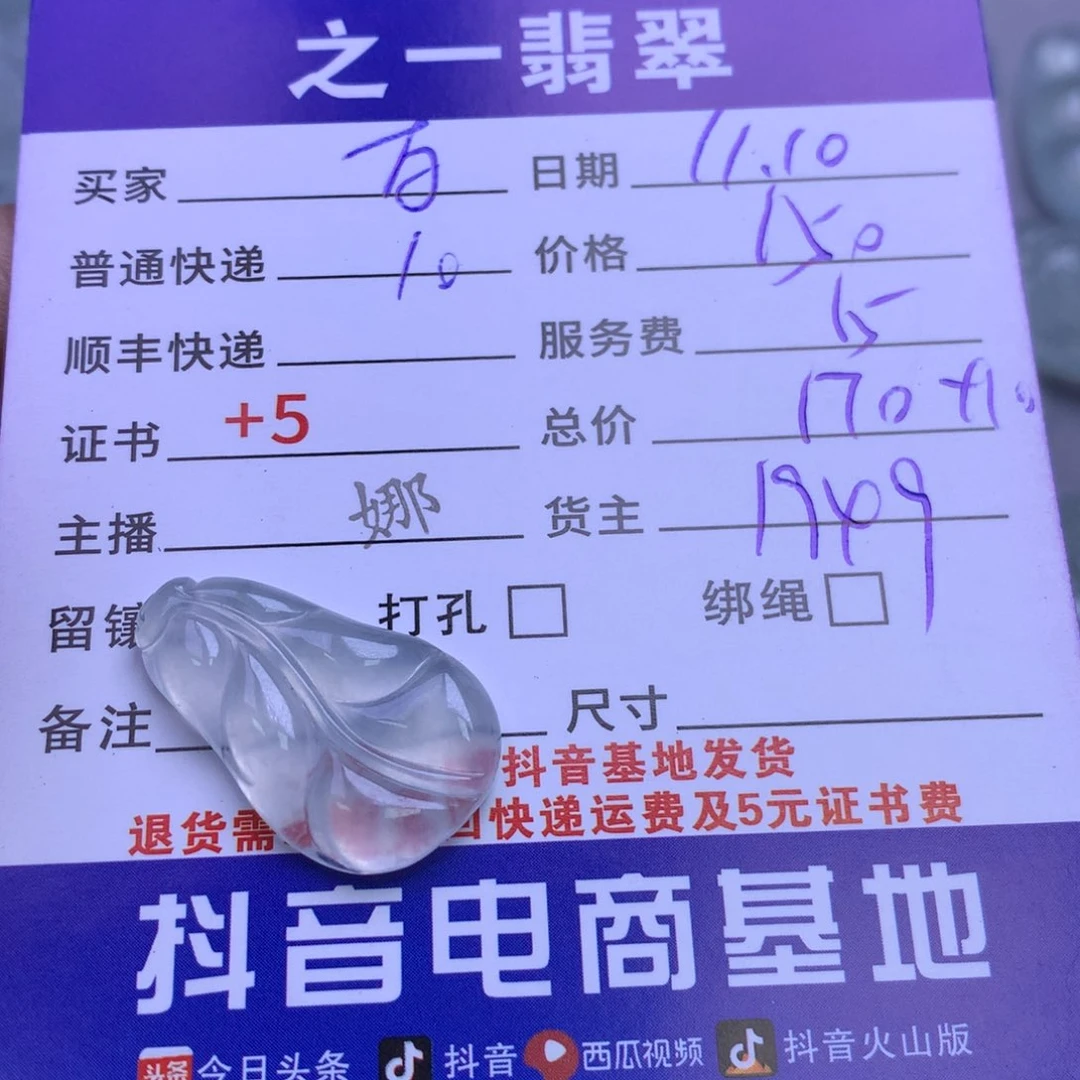 之一翡翠
买家 百 日期 11.10
普通快递 10 价格 150
顺丰快递 服务费 15
证书 +5 总价 170+10
主播 娜 货主 1949
留镶 打孔 绑绳
备注 尺寸
抖音基地发货
退货需 快递运费及5元证书费
抖音电商基地
头条 今日头条 抖音 西瓜视频 抖音火山版